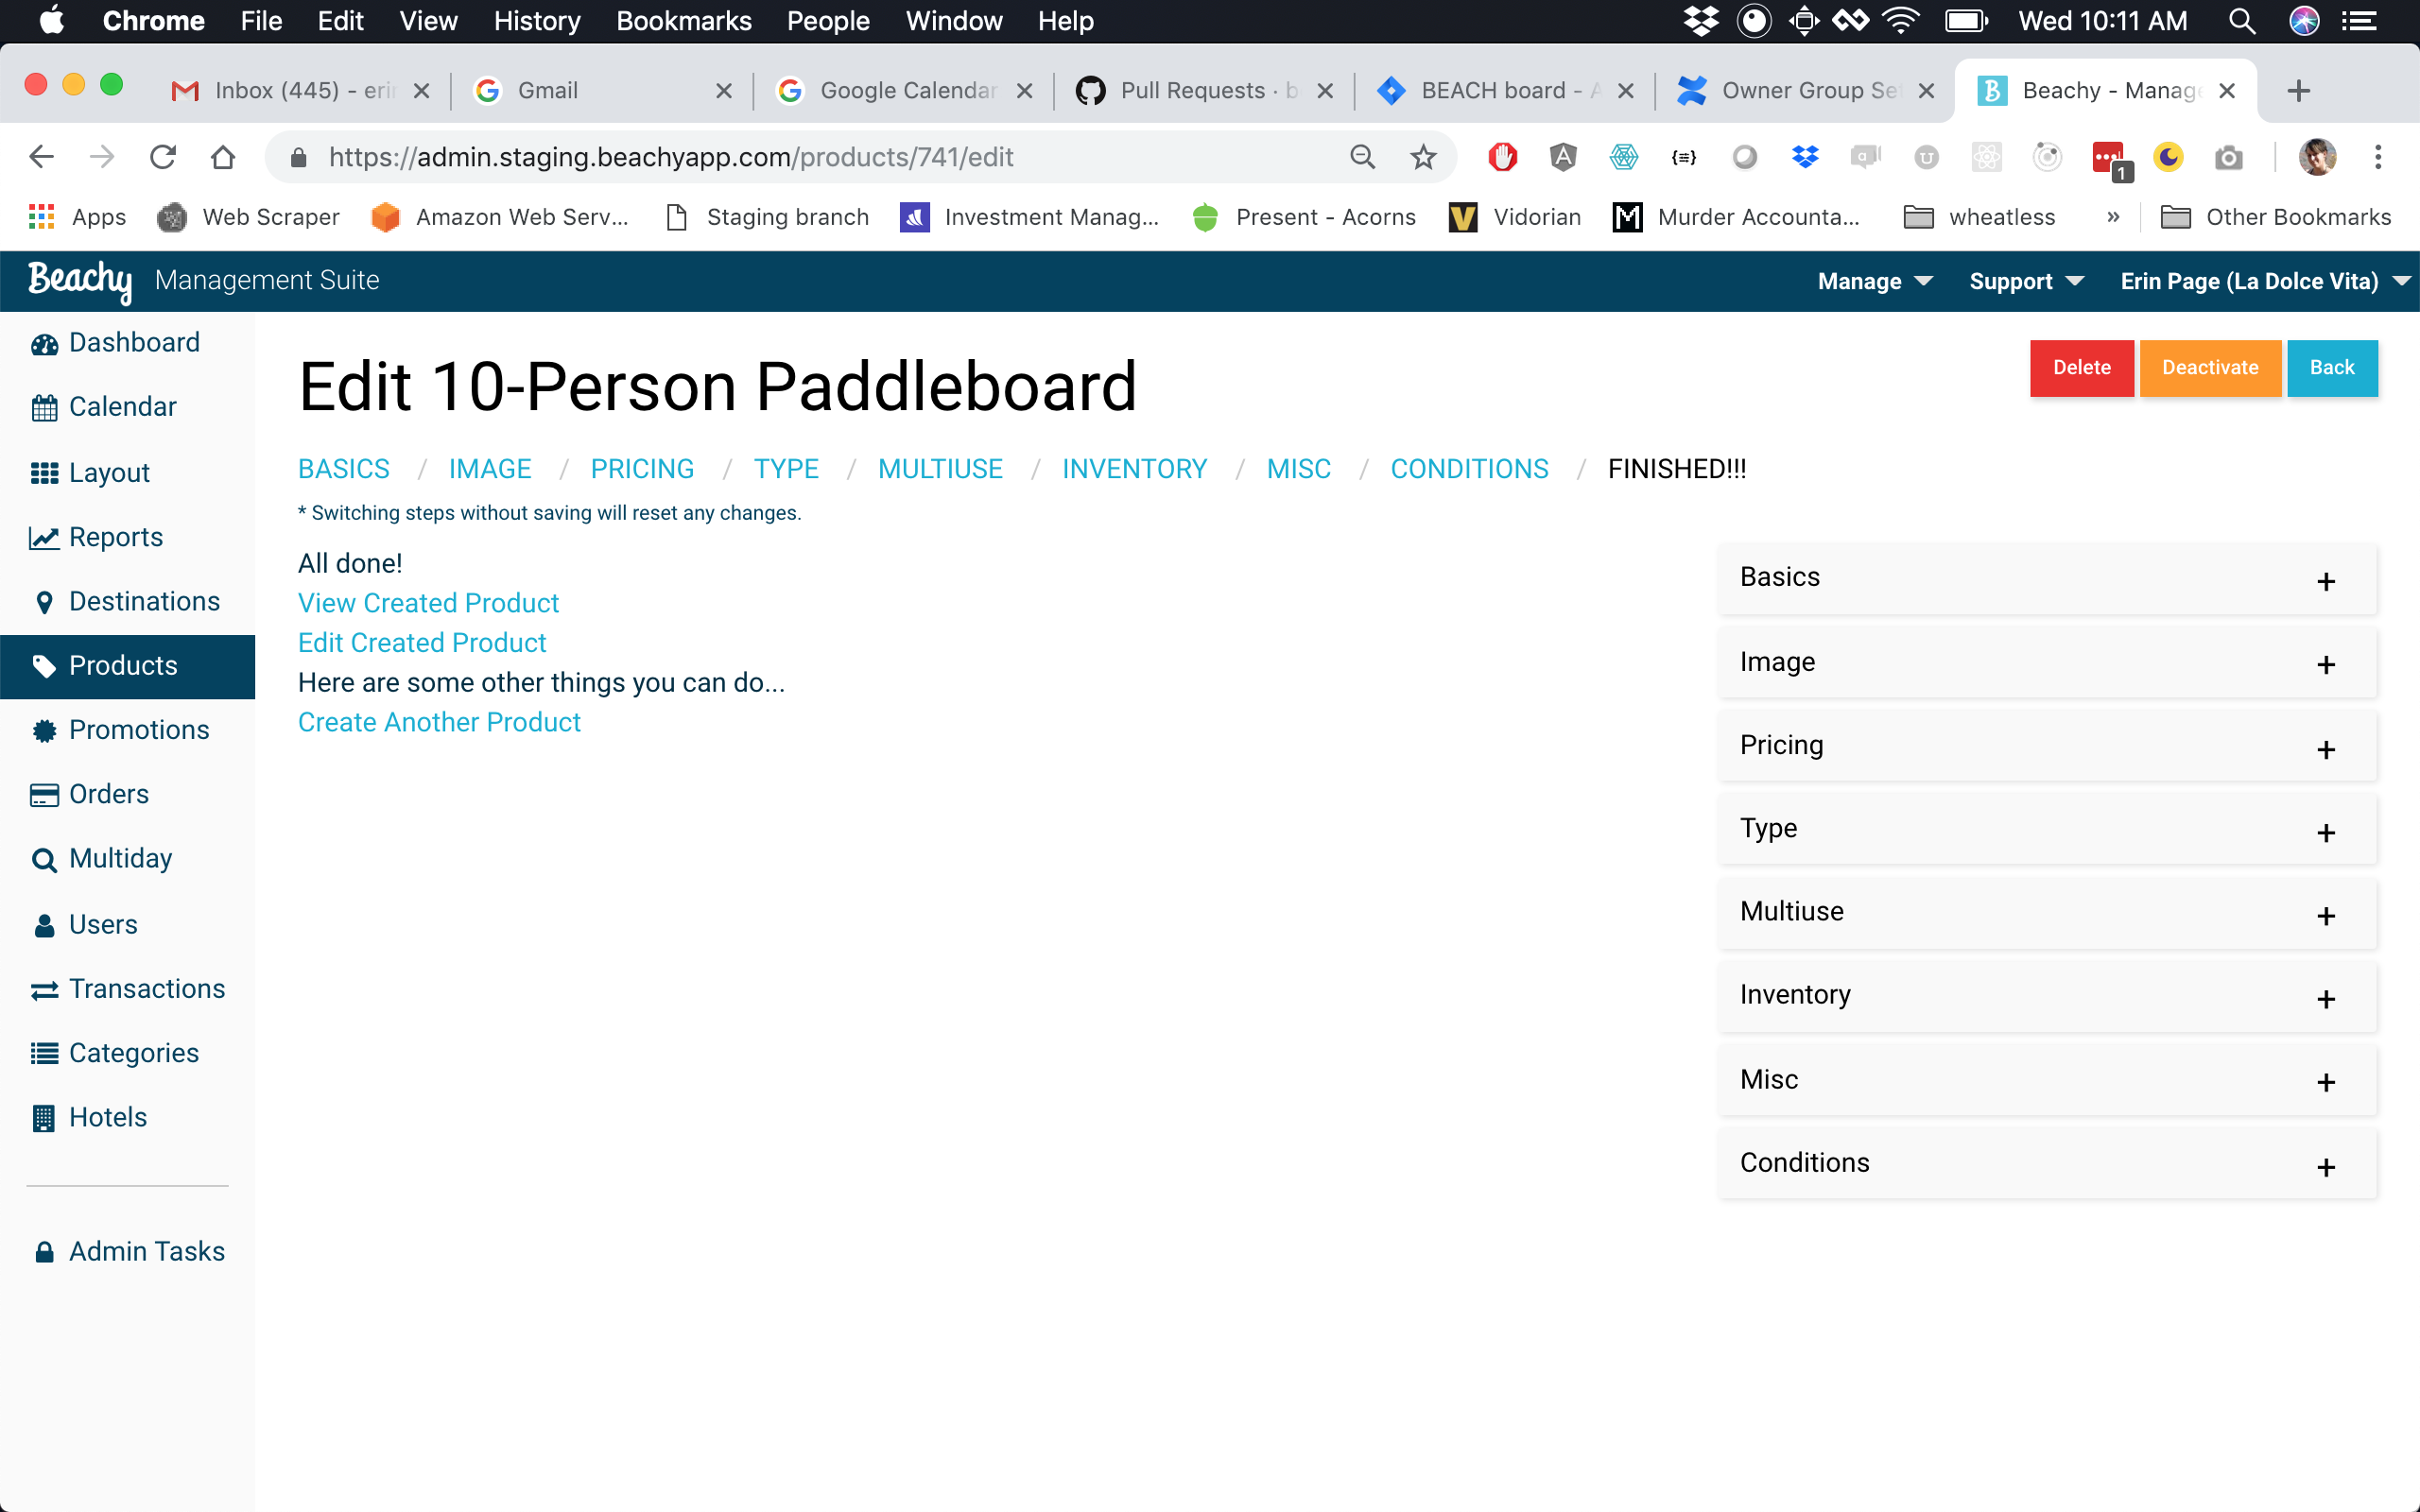 Chrome File Edit View History Bookmarks People Window Help Wed 10:11 AM
Inbox (445) - erin Gmail Google Calendar Pull Requests · b BEACH board - A Owner Group Set Beachy - Manage
https://admin.staging.beachyapp.com/products/741/edit 1
Apps Web Scraper Amazon Web Serv... Staging branch Investment Manag... Present - Acorns Vidorian Murder Accounta... wheatless » Other Bookmarks
Beachy Management Suite Manage Support Erin Page (La Dolce Vita)
Dashboard
Calendar
Layout
Reports
Destinations
Products
Promotions
Orders
Multiday
Users
Transactions
Categories
Hotels
Admin Tasks
Edit 10-Person Paddleboard
Delete Deactivate Back
BASICS / IMAGE / PRICING / TYPE / MULTIUSE / INVENTORY / MISC / CONDITIONS / FINISHED!!!
* Switching steps without saving will reset any changes.
All done!
View Created Product
Edit Created Product
Here are some other things you can do...
Create Another Product
Basics +
Image +
Pricing +
Type +
Multiuse +
Inventory +
Misc +
Conditions +